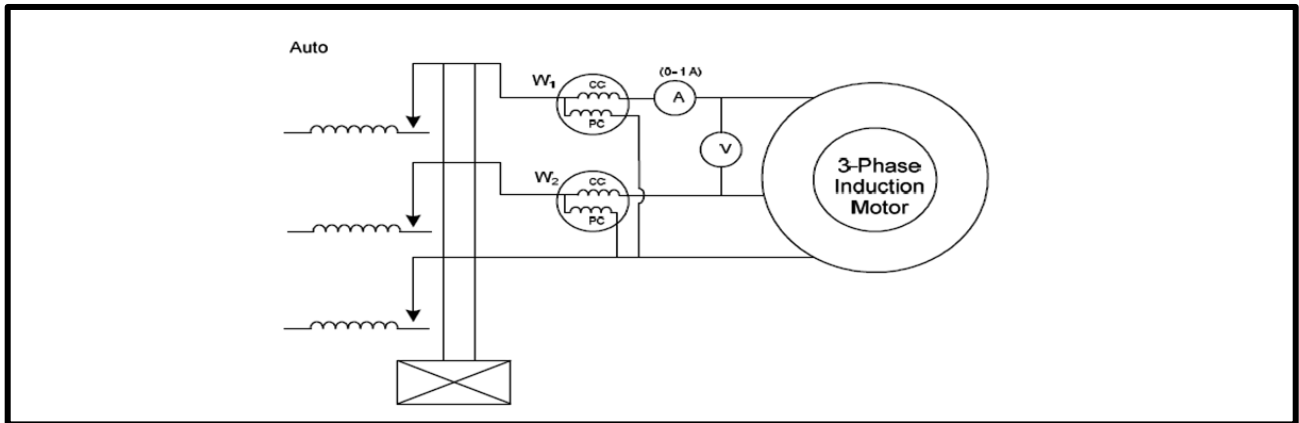 Auto
W1
CC
PC
(0-1 A)
A
V
W2
CC
PC
3-Phase
Induction
Motor